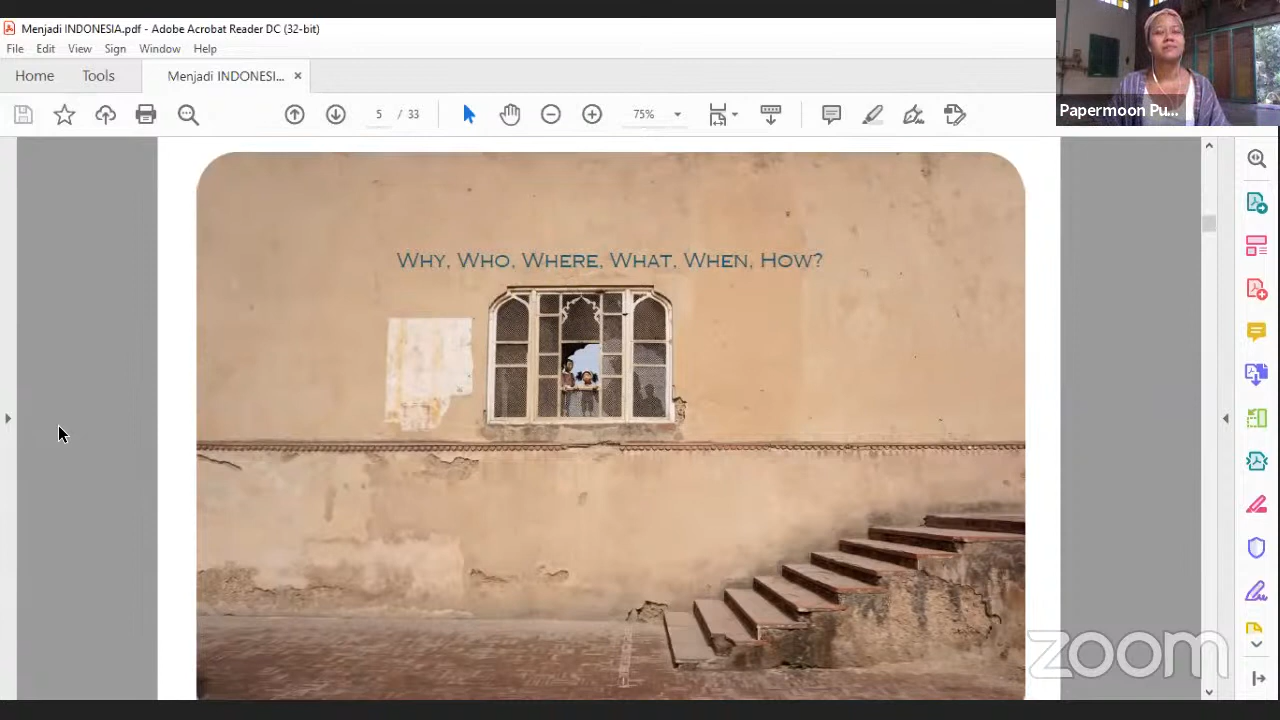 Menjadi INDONESIA.pdf - Adobe Acrobat Reader DC (32-bit)
File Edit View Sign Window Help
Home Tools Menjadi INDONESI... ×
5 / 33 75%
Papermoon Pu...
WHY, WHO, WHERE, WHAT, WHEN, HOW?
zoom